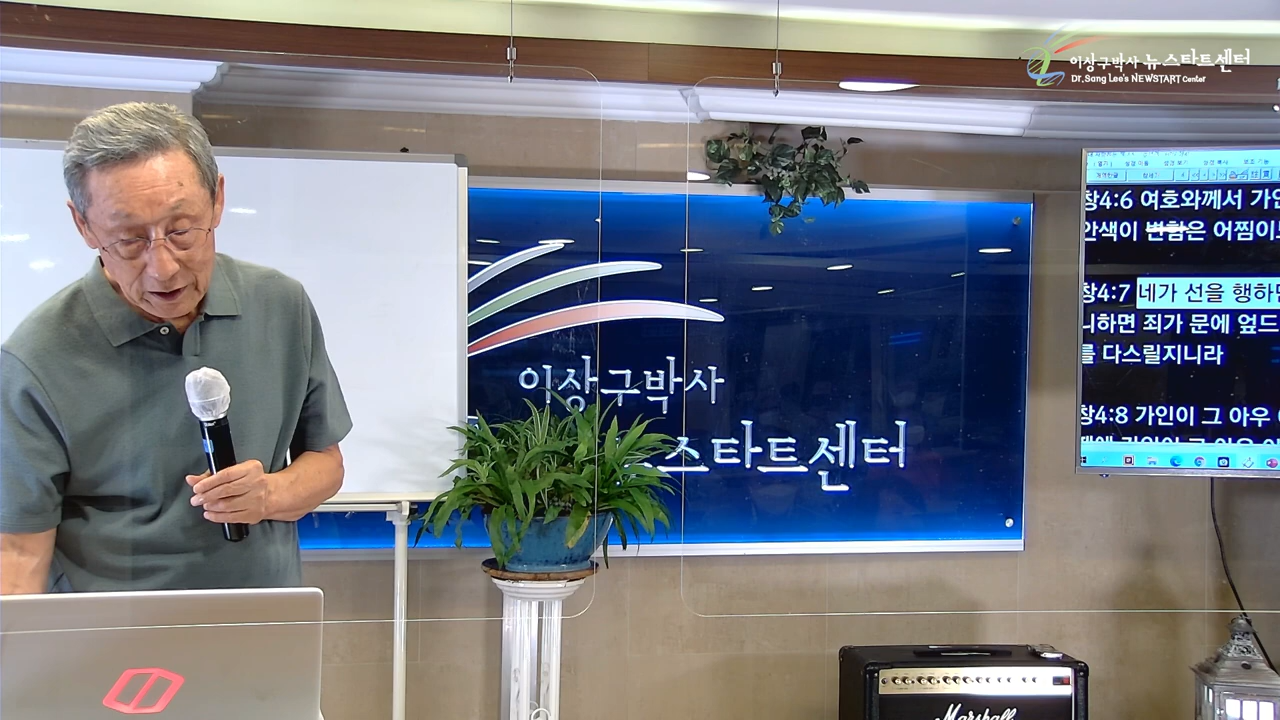 이상구박사 뉴스타트센터
Dr. Sang Lee's NEWSTART Center
이상구박사
스타트센터
창4:6 여호와께서 가인
안색이 변함은 어찜이
창4:7 네가 선을 행하
니하면 죄가 문에 엎드
를 다스릴지니라
창4:8 가인이 그 아우
Marshall